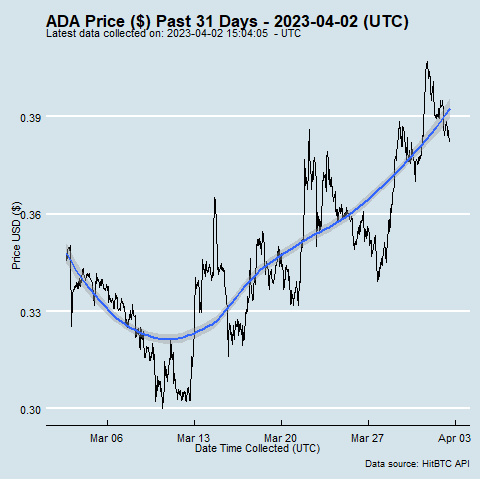 ADA Price ($) Past 31 Days - 2023-04-02 (UTC)
Latest data collected on: 2023-04-02 15:04:05 - UTC
Price USD ($)
0.39
0.36
0.33
0.30
Mar 06
Mar 13
Mar 20
Mar 27
Apr 03
Date Time Collected (UTC)
Data source: HitBTC API